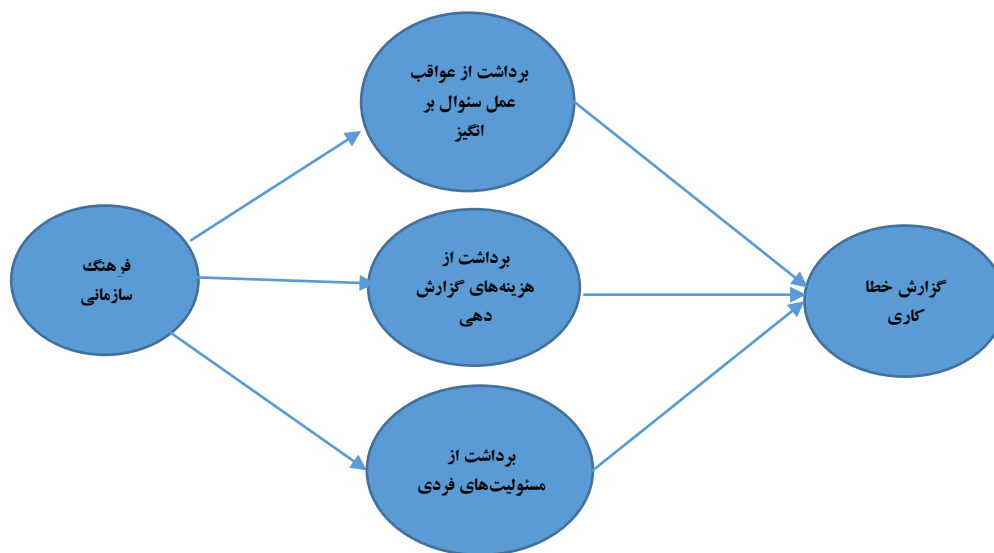 برداشت از عواقب
عمل سئوال بر
انگیز
فرهنگ
سازمانی
برداشت از
هزینه‌های گزارش
دهی
گزارش خطا
کاری
برداشت از
مسئولیت‌های فردی